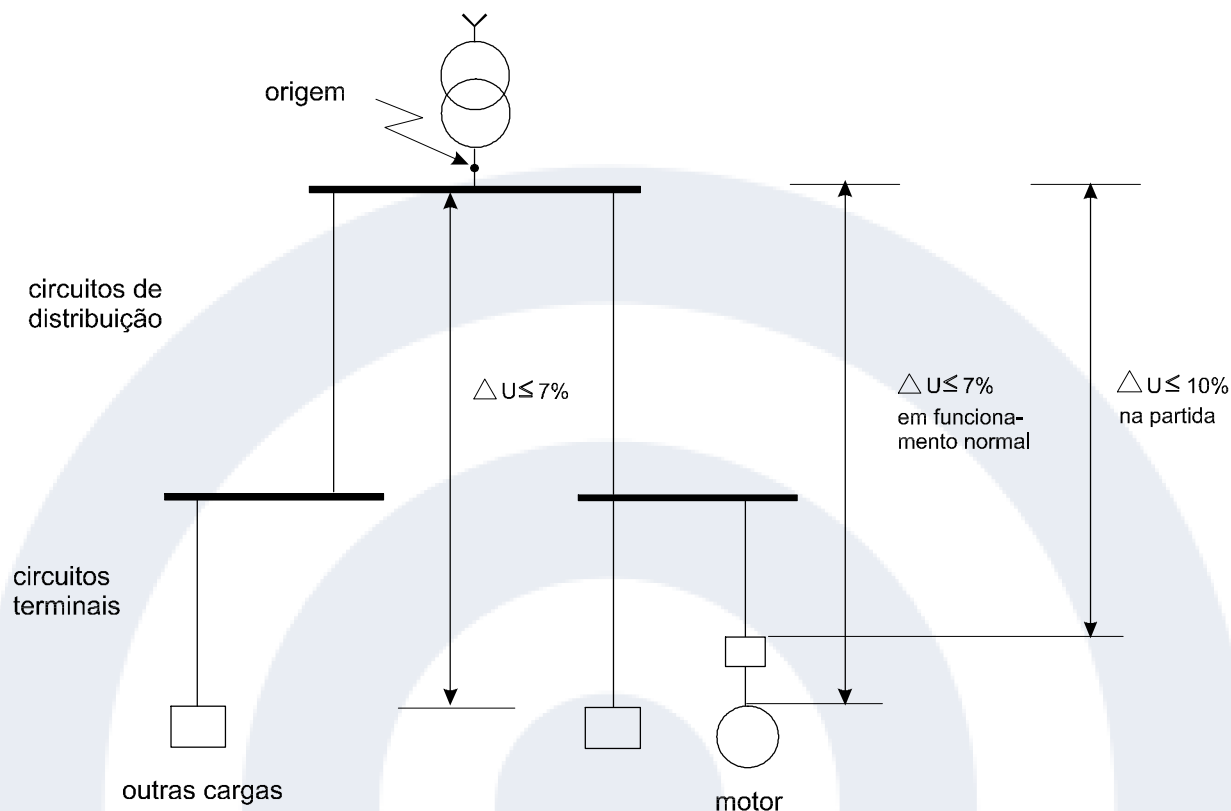 origem
circuitos de
distribuição
△ U≤ 7%
△ U≤ 7%
em funciona-
mento normal
△ U≤ 10%
na partida
circuitos
terminais
outras cargas
motor